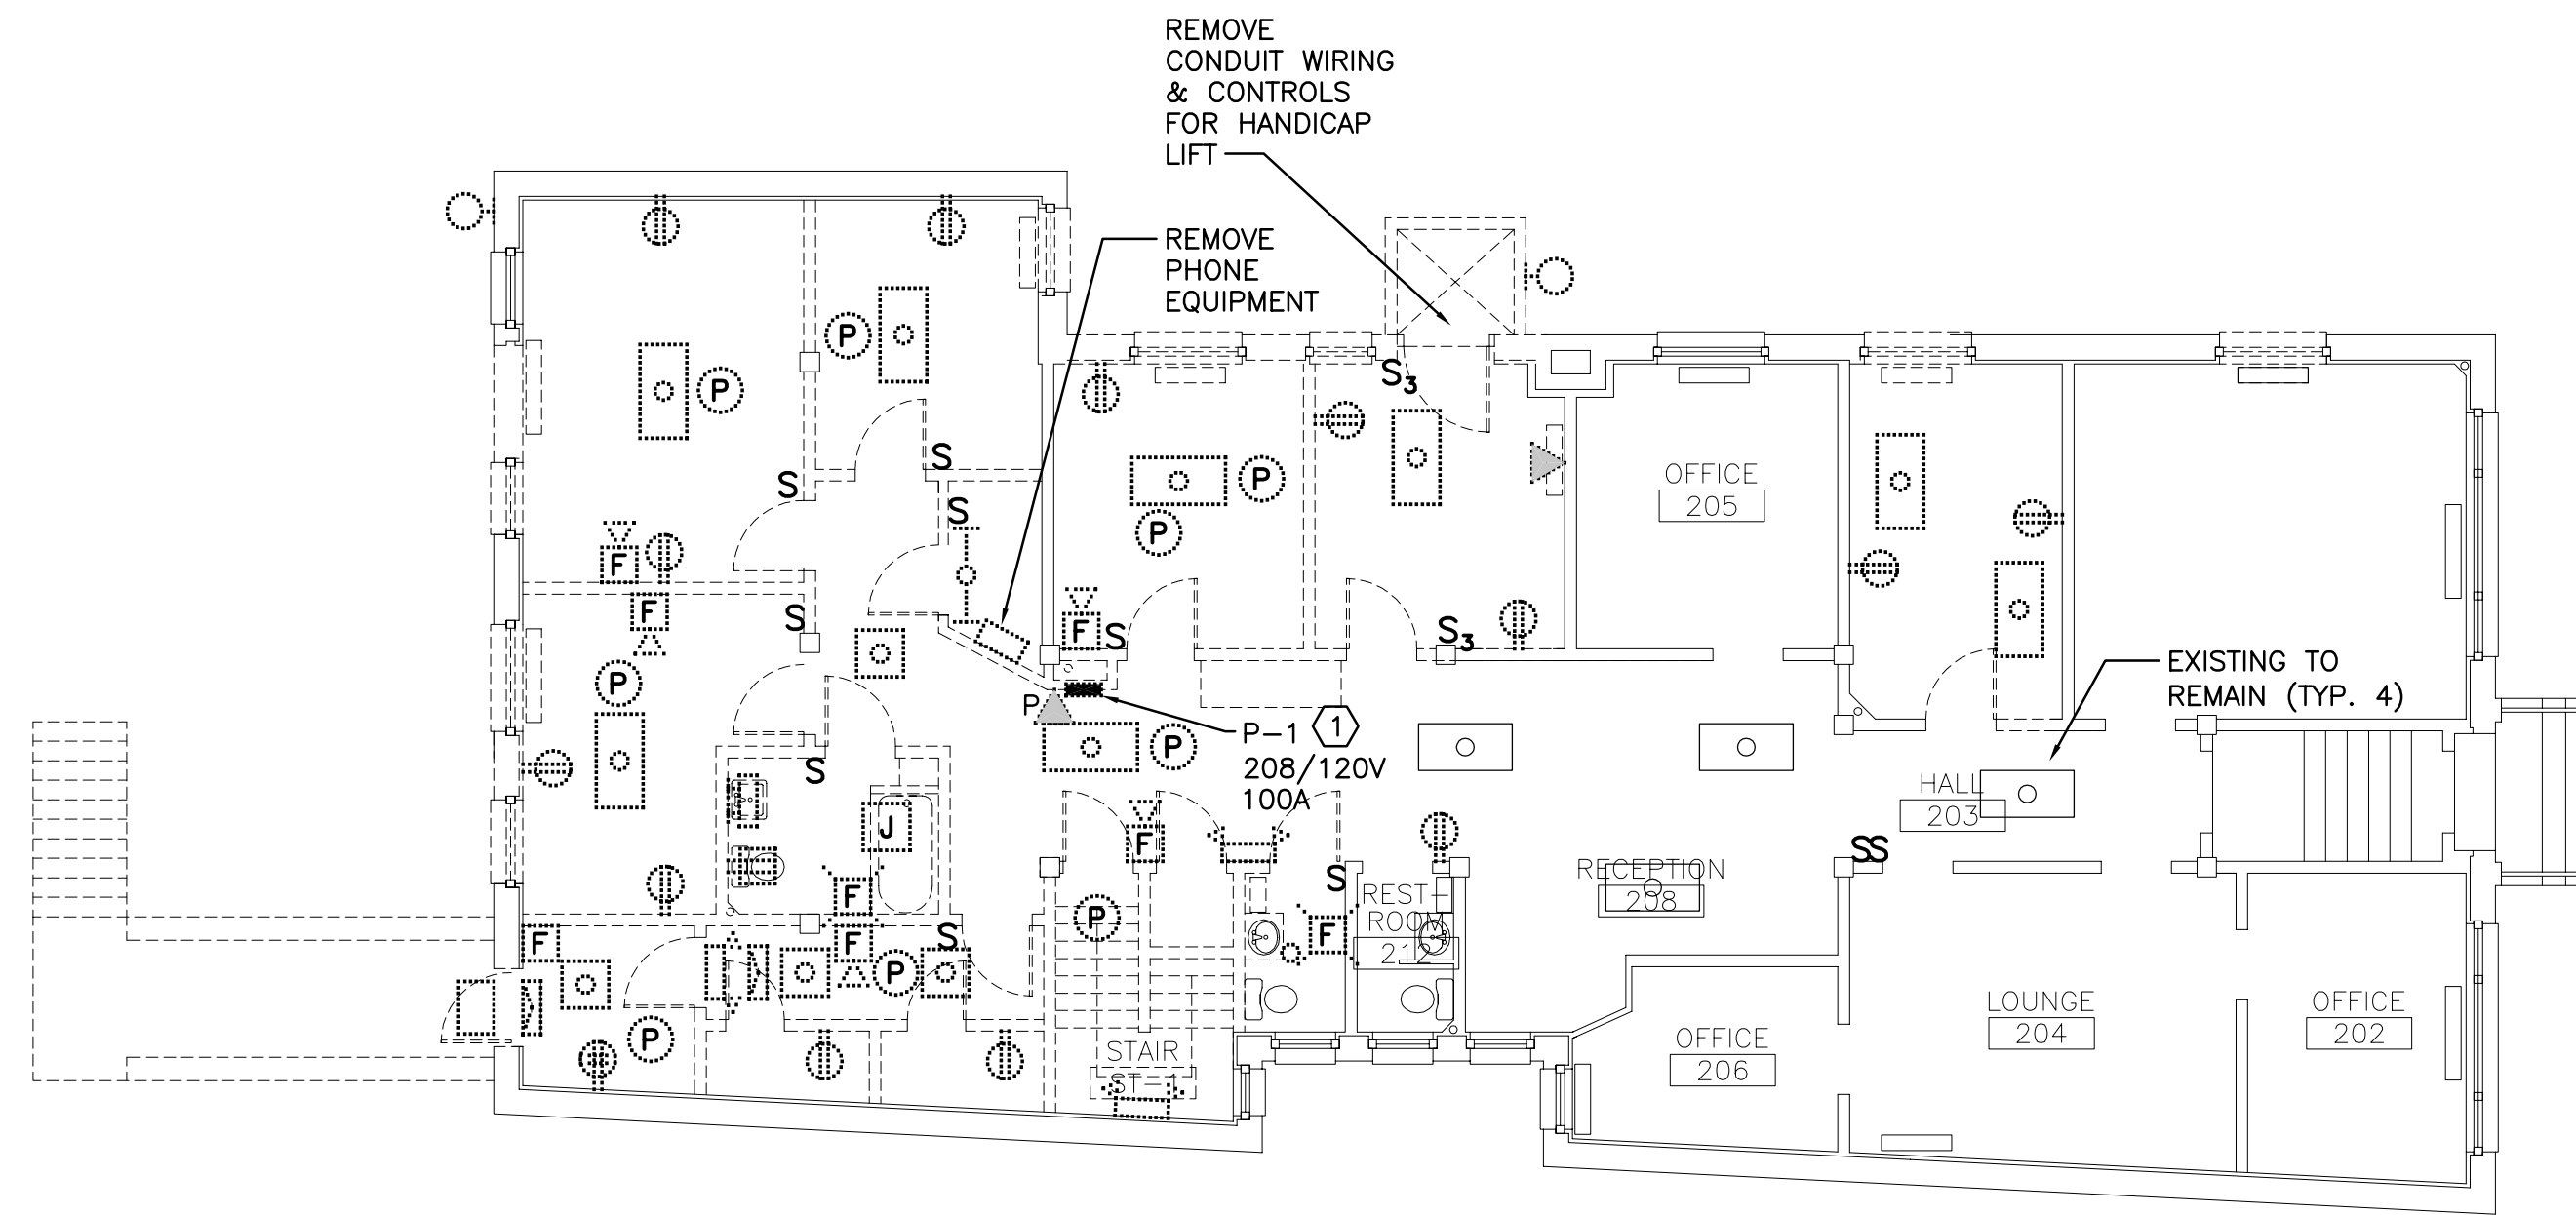 REMOVE
CONDUIT WIRING
& CONTROLS
FOR HANDICAP
LIFT
REMOVE
PHONE
EQUIPMENT
P
P
S3
S
S
S
P
P
OFFICE
205
F
F
S
P
F
S
S3
EXISTING TO
REMAIN (TYP. 4)
P
P-1 1
208/120V
100A
P
S
J
F
HALL
203
SS
RECEPTION
208
S
REST-
ROOM
212
F
P
F
F
F
S
P
P
STAIR
ST-1
OFFICE
206
LOUNGE
204
OFFICE
202